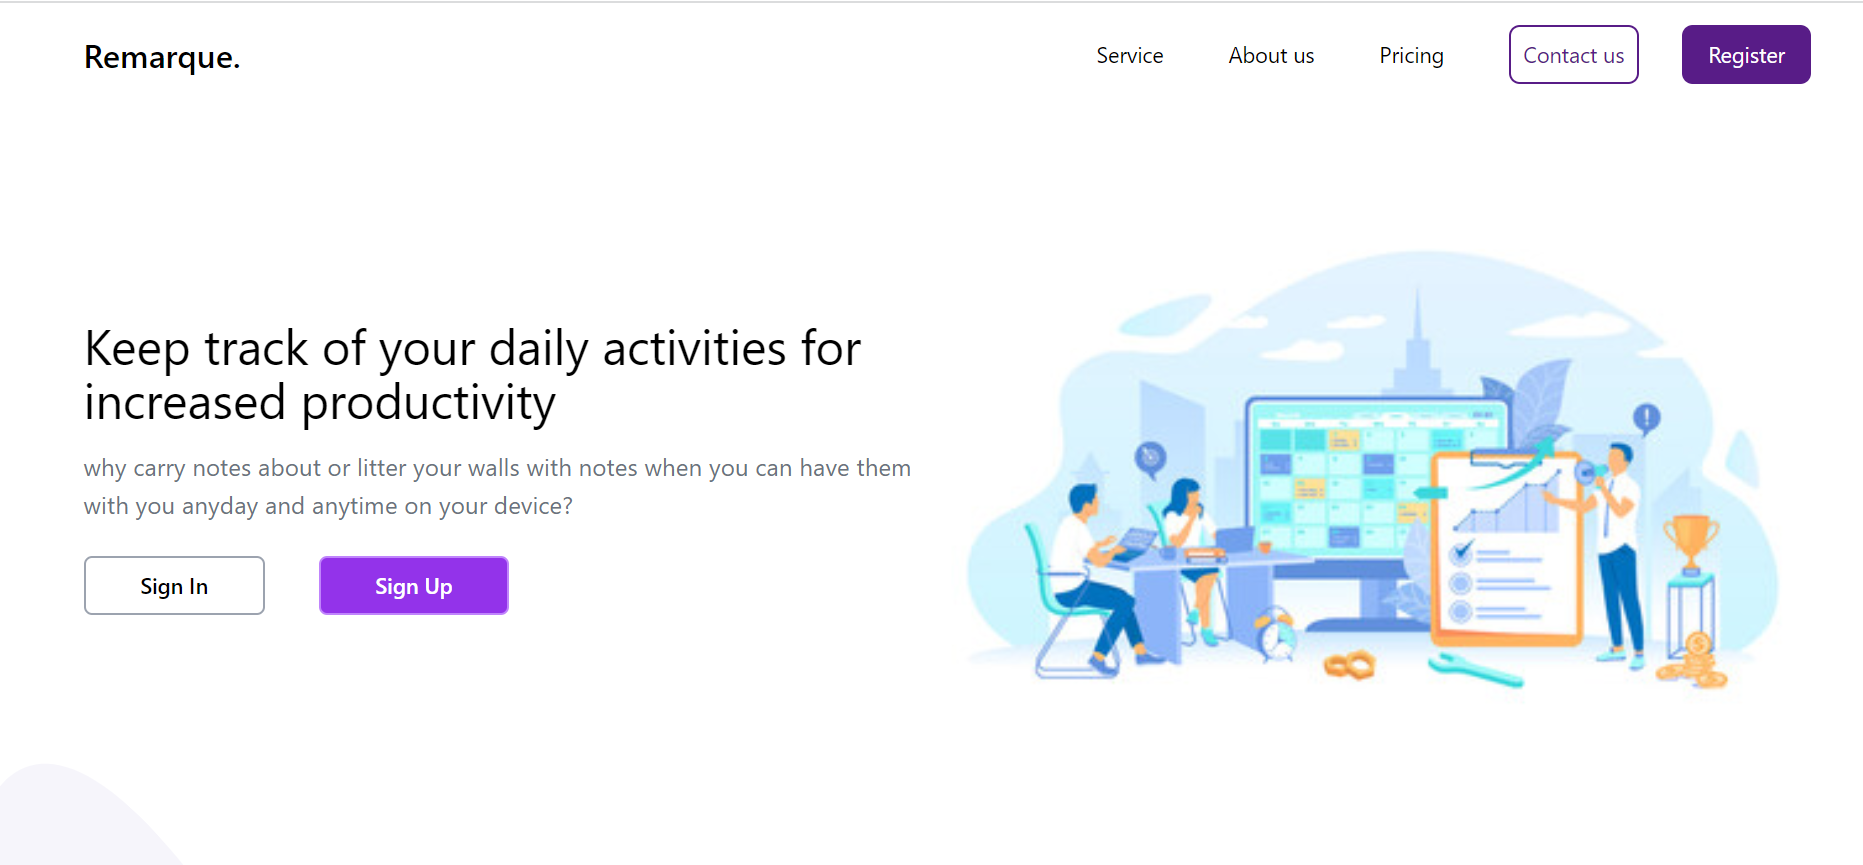 Remarque.
Service
About us
Pricing
Contact us
Register
Keep track of your daily activities for
increased productivity
why carry notes about or litter your walls with notes when you can have them
with you anyday and anytime on your device?
Sign In
Sign Up